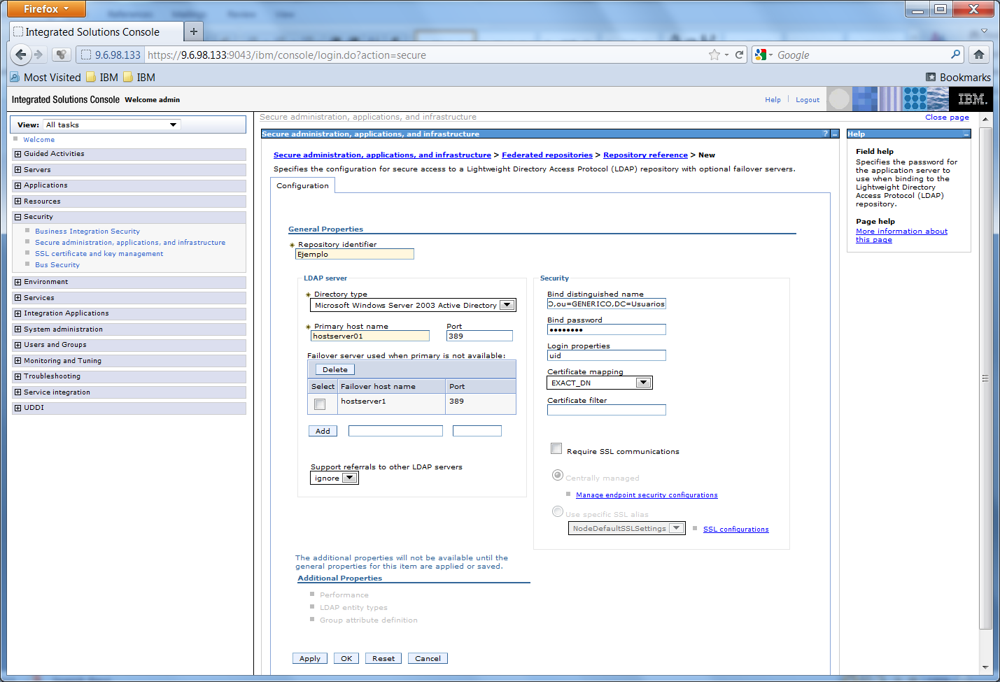 Firefox
Integrated Solutions Console
9.6.98.133 https://9.6.98.133:9043/ibm/console/login.do?action=secure
Google
Most Visited IBM IBM
Bookmarks
Integrated Solutions Console Welcome admin
Help Logout
IBM.
View: All tasks
Welcome
Guided Activities
Servers
Applications
Resources
Security
Business Integration Security
Secure administration, applications, and infrastructure
SSL certificate and key management
Bus Security
Environment
Services
Integration Applications
System administration
Users and Groups
Monitoring and Tuning
Troubleshooting
Service integration
UDDI
Secure administration, applications, and infrastructure
Close page
Secure administration, applications, and infrastructure
? -
Secure administration, applications, and infrastructure > Federated repositories > Repository reference > New
Specifies the configuration for secure access to a Lightweight Directory Access Protocol (LDAP) repository with optional failover servers.
Configuration
General Properties
* Repository identifier
Ejemplo
LDAP server
* Directory type
Microsoft Windows Server 2003 Active Directory
* Primary host name
Port
hostserver01
389
Failover server used when primary is not available:
Delete
Select Failover host name Port
hostserver1 389
Add
Support referrals to other LDAP servers
ignore
Security
Bind distinguished name
O,ou=GENERICO,DC=Usuarios
Bind password
••••••••
Login properties
uid
Certificate mapping
EXACT_DN
Certificate filter
Require SSL communications
Centrally managed
Manage endpoint security configurations
Use specific SSL alias
NodeDefaultSSLSettings
SSL configurations
The additional properties will not be available until the
general properties for this item are applied or saved.
Additional Properties
Performance
LDAP entity types
Group attribute definition
Apply OK Reset Cancel
Help
Field help
Specifies the password for
the application server to
use when binding to the
Lightweight Directory
Access Protocol (LDAP)
repository.
Page help
More information about
this page